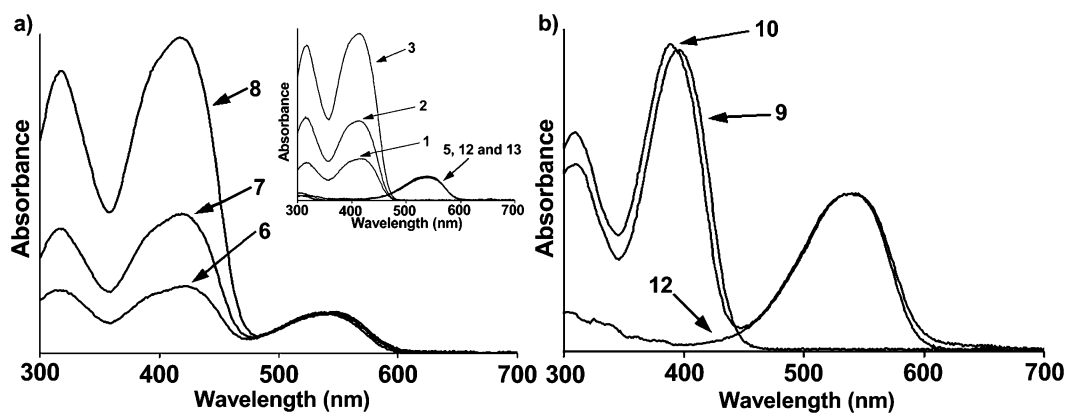 a)
Absorbance
8
7
6
300 400 500 600 700
Wavelength (nm)
Absorbance
3
2
1
5, 12 and 13
300 400 500 600 700
Wavelength (nm)
b)
Absorbance
10
9
12
300 400 500 600 700
Wavelength (nm)